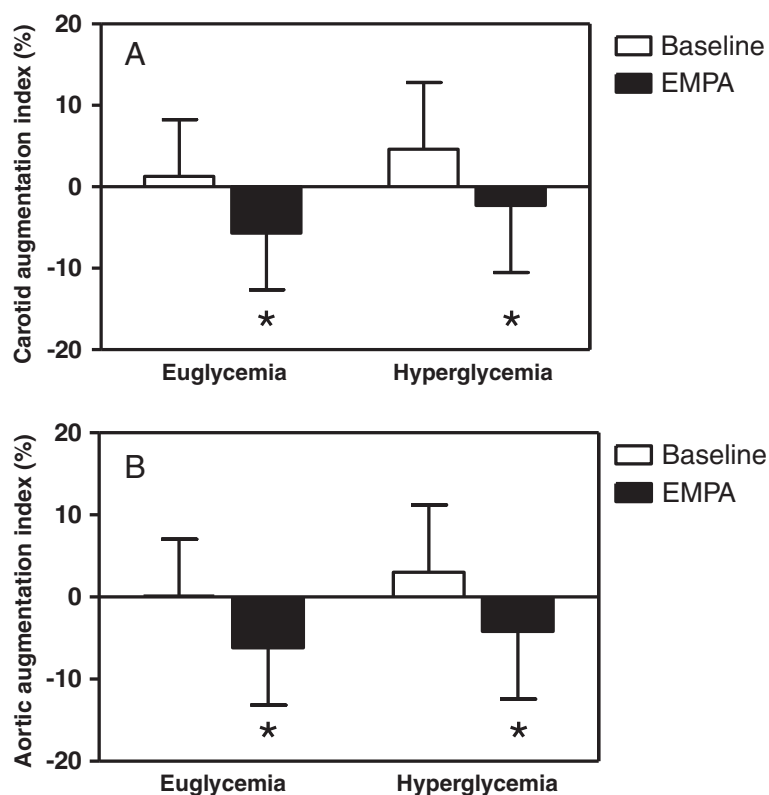 20
10
0
-10
-20
Carotid augmentation index (%)
A
*
*
Euglycemia Hyperglycemia
Baseline
EMPA
20
10
0
-10
-20
Aortic augmentation index (%)
B
*
*
Euglycemia Hyperglycemia
Baseline
EMPA